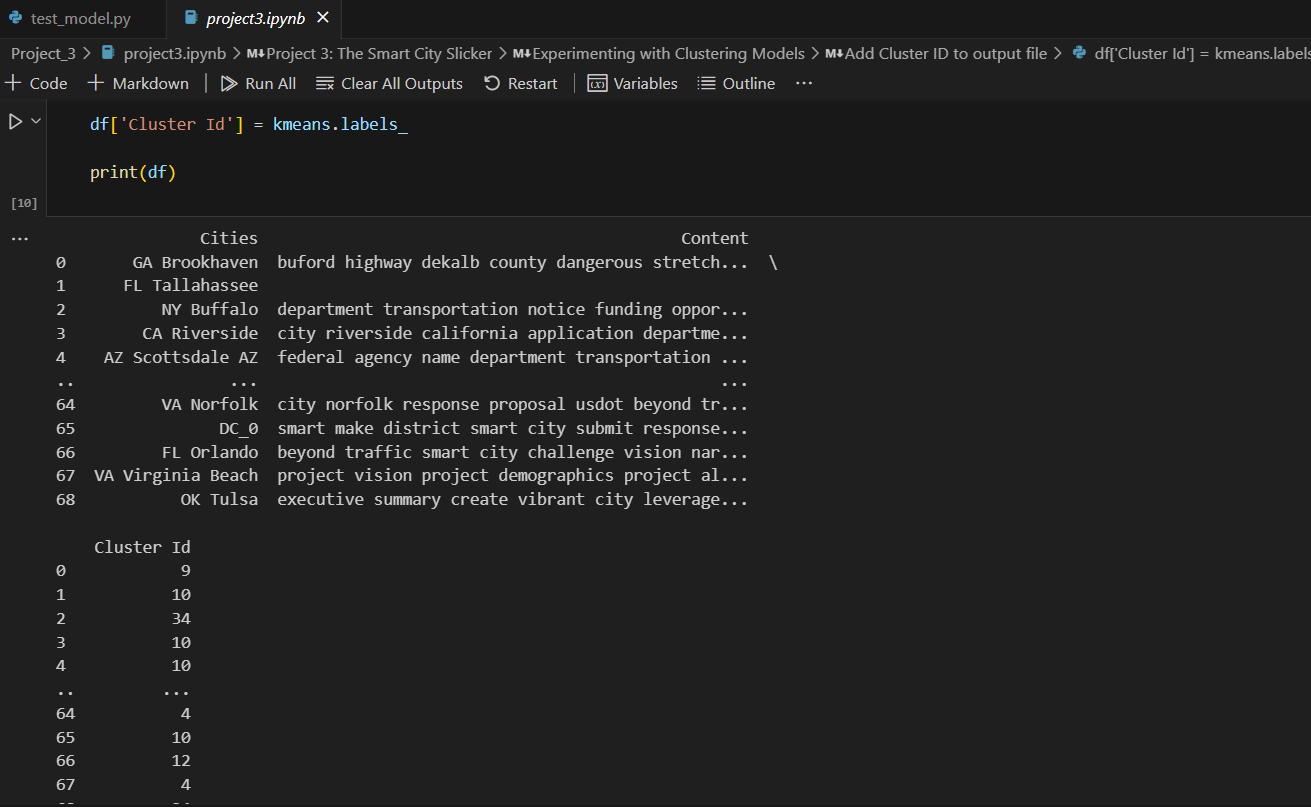 test_model.py project3.ipynb
Project_3 > project3.ipynb > M↓Project 3: The Smart City Slicker > M↓Experimenting with Clustering Models > M↓Add Cluster ID to output file > df['Cluster Id'] = kmeans.labels
+ Code + Markdown | Run All Clear All Outputs Restart | Variables Outline ...
df['Cluster Id'] = kmeans.labels_
print(df)
[10]
... Cities Content
0 GA Brookhaven buford highway dekalb county dangerous stretch... \
1 FL Tallahassee
2 NY Buffalo department transportation notice funding oppor...
3 CA Riverside city riverside california application departme...
4 AZ Scottsdale AZ federal agency name department transportation ...
.. ... ...
64 VA Norfolk city norfolk response proposal usdot beyond tr...
65 DC_0 smart make district smart city submit response...
66 FL Orlando beyond traffic smart city challenge vision nar...
67 VA Virginia Beach project vision project demographics project al...
68 OK Tulsa executive summary create vibrant city leverage...
Cluster Id
0 9
1 10
2 34
3 10
4 10
.. ...
64 4
65 10
66 12
67 4